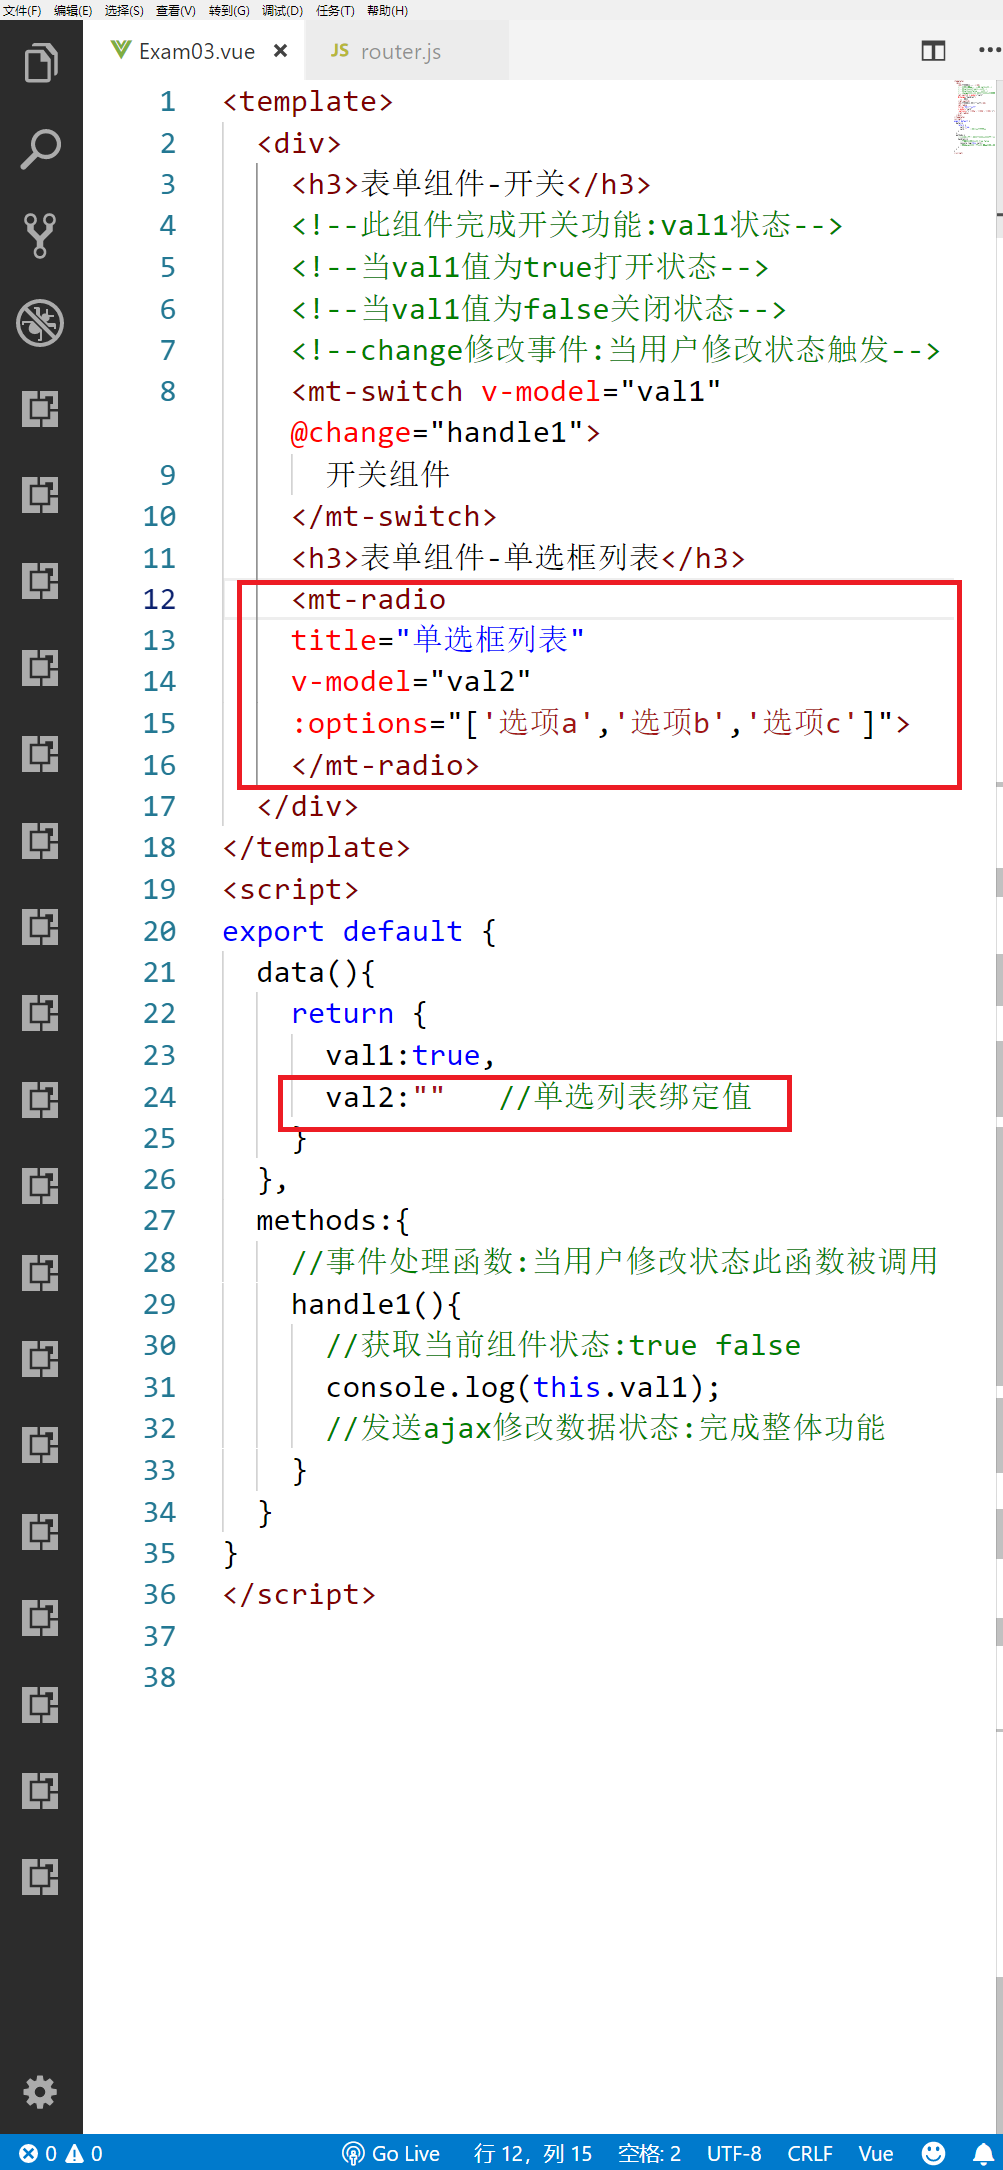 文件(F) 编辑(E) 选择(S) 查看(V) 转到(G) 调试(D) 任务(T) 帮助(H)
Exam03.vue × JS router.js
1 <template>
2 <div>
3 <h3>表单组件-开关</h3>
4 <!--此组件完成开关功能:val1状态-->
5 <!--当val1值为true打开状态-->
6 <!--当val1值为false关闭状态-->
7 <!--change修改事件:当用户修改状态触发-->
8 <mt-switch v-model="val1"
@change="handle1">
9 开关组件
10 </mt-switch>
11 <h3>表单组件-单选框列表</h3>
12 <mt-radio
13 title="单选框列表"
14 v-model="val2"
15 :options="['选项a','选项b','选项c']">
16 </mt-radio>
17 </div>
18 </template>
19 <script>
20 export default {
21 data(){
22 return {
23 val1:true,
24 val2:"" //单选列表绑定值
25 }
26 },
27 methods:{
28 //事件处理函数:当用户修改状态此函数被调用
29 handle1(){
30 //获取当前组件状态:true false
31 console.log(this.val1);
32 //发送ajax修改数据状态:完成整体功能
33 }
34 }
35 }
36 </script>
37
38
0 0 Go Live 行 12, 列 15 空格: 2 UTF-8 CRLF Vue